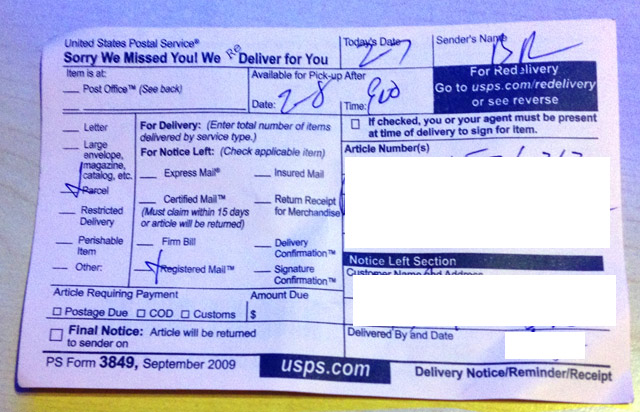 United States Postal Service®
Sorry We Missed You! We Re Deliver for You
Today's Date 2-7
Sender's Name BR
Item is at:
Post Office™ (See back)
Available for Pick-up After
Date: 2-8 Time: 900
For Redelivery
Go to usps.com/redelivery
or see reverse
If checked, you or your agent must be present
at time of delivery to sign for item.
Letter
Large
envelope,
magazine,
catalog, etc.
Parcel
Restricted
Delivery
Perishable
Item
Other:
For Delivery: (Enter total number of items
delivered by service type.)
For Notice Left: (Check applicable item)
Express Mail®
Insured Mail
Certified Mail™
(Must claim within 15 days
or article will be returned)
Return Receipt
for Merchandise
Firm Bill
Delivery
Confirmation™
Registered Mail™
Signature
Confirmation™
Article Number(s)
Notice Left Section
Customer Name and Address
Article Requiring Payment
Postage Due COD Customs
Amount Due
$
Final Notice: Article will be returned
to sender
Delivered By and Date
PS Form 3849, September 2009
usps.com
Delivery Notice/Reminder/Receipt